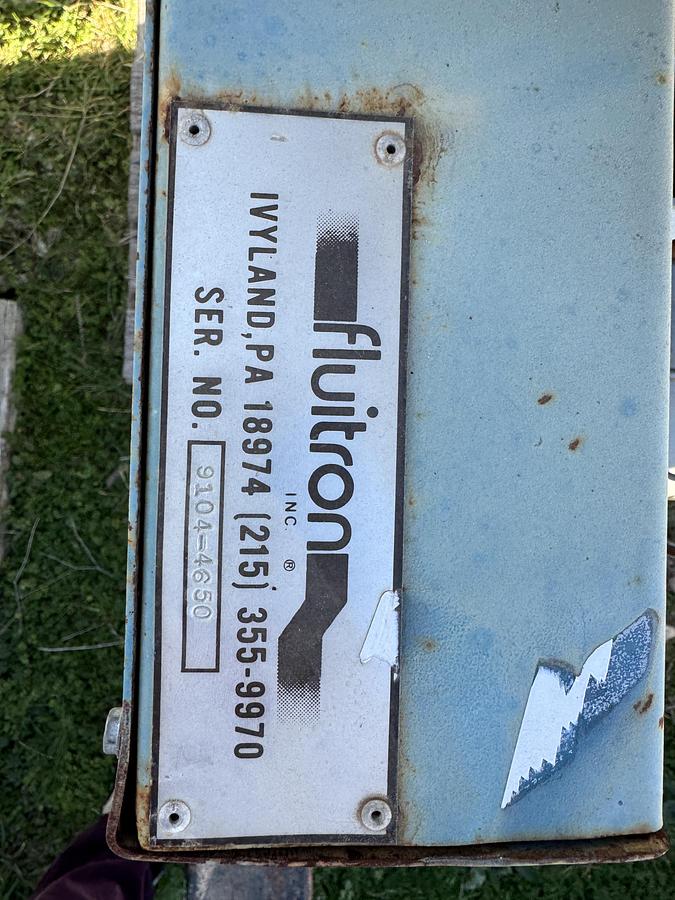 fluitron
INC. ®
IVYLAND, PA 18974 (215) 355-9970
SER. NO. 9104-4650